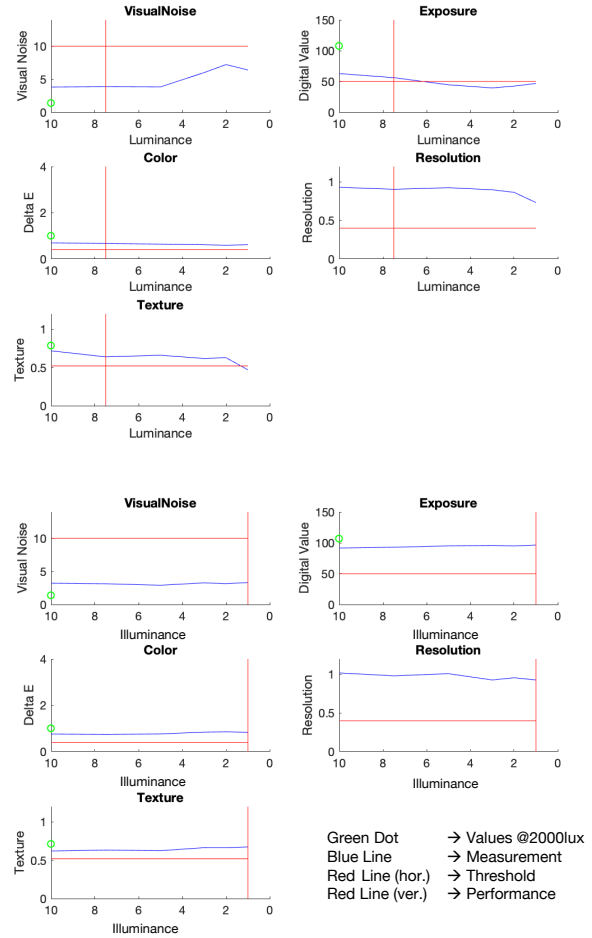 VisualNoise
Visual Noise
10
5
0
10 8 6 4 2 0
Luminance
Exposure
Digital Value
150
100
50
0
10 8 6 4 2 0
Luminance
Color
Delta E
4
2
0
10 8 6 4 2 0
Luminance
Resolution
Resolution
1
0.5
0
10 8 6 4 2 0
Luminance
Texture
Texture
1
0.5
0
10 8 6 4 2 0
Luminance
VisualNoise
Visual Noise
10
5
0
10 8 6 4 2 0
Illuminance
Exposure
Digital Value
150
100
50
0
10 8 6 4 2 0
Illuminance
Color
Delta E
4
2
0
10 8 6 4 2 0
Illuminance
Resolution
Resolution
1
0.5
0
10 8 6 4 2 0
Illuminance
Texture
Texture
1
0.5
0
10 8 6 4 2 0
Illuminance
Green Dot → Values @2000lux
Blue Line → Measurement
Red Line (hor.) → Threshold
Red Line (ver.) → Performance